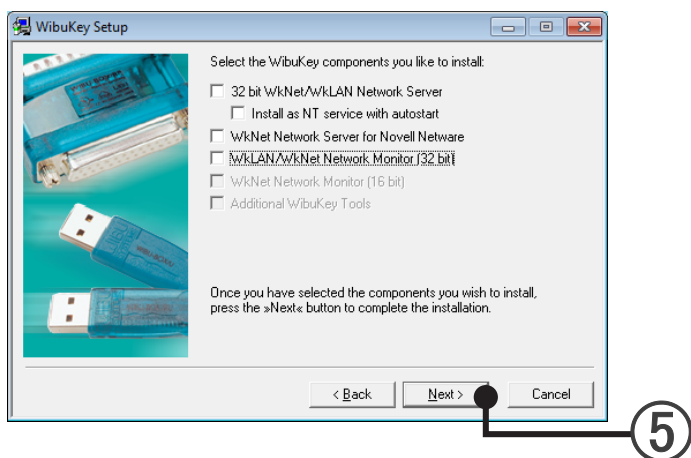 WibuKey Setup
Select the WibuKey components you like to install:
32 bit WkNet/WkLAN Network Server
Install as NT service with autostart
WkNet Network Server for Novell Netware
WkLAN/WkNet Network Monitor (32 bit)
WkNet Network Monitor (16 bit)
Additional WibuKey Tools
Once you have selected the components you wish to install,
press the »Next« button to complete the installation.
< Back
Next >
Cancel
5